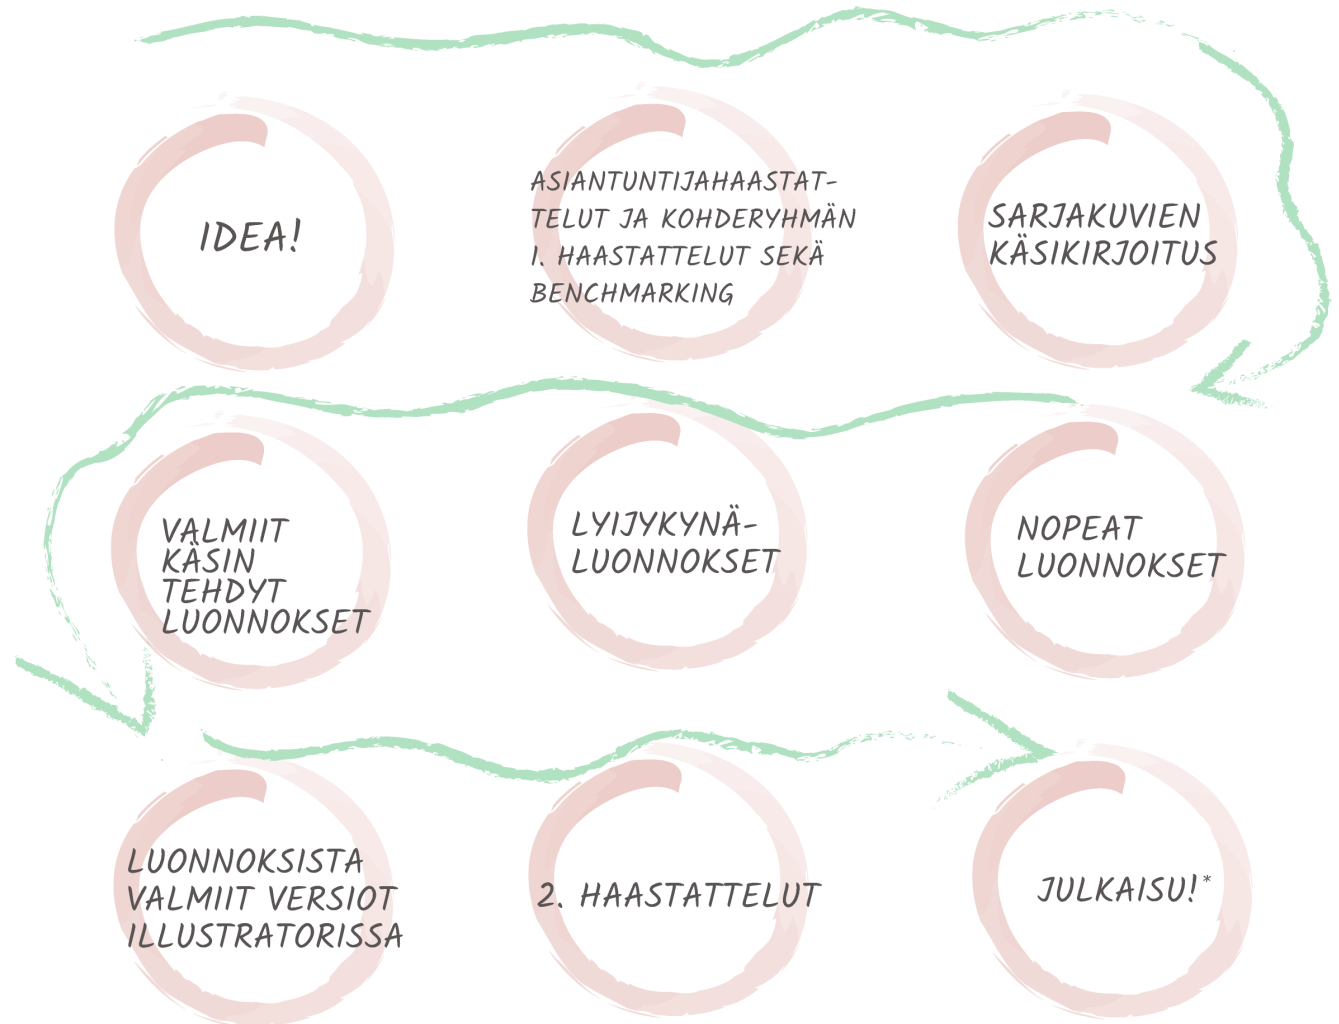 IDEA!
ASIANTUNTIJAHAASTAT-
TELUT JA KOHDERYHMÄN
1. HAASTATTELUT SEKÄ
BENCHMARKING
SARJAKUVIEN
KÄSIKIRJOITUS
NOPEAT
LUONNOKSET
LYIJYKYNÄ-
LUONNOKSET
VALMIIT
KÄSIN
TEHDYT
LUONNOKSET
LUONNOKSISTA
VALMIIT VERSIOT
ILLUSTRATORISSA
2. HAASTATTELUT
JULKAISU!*